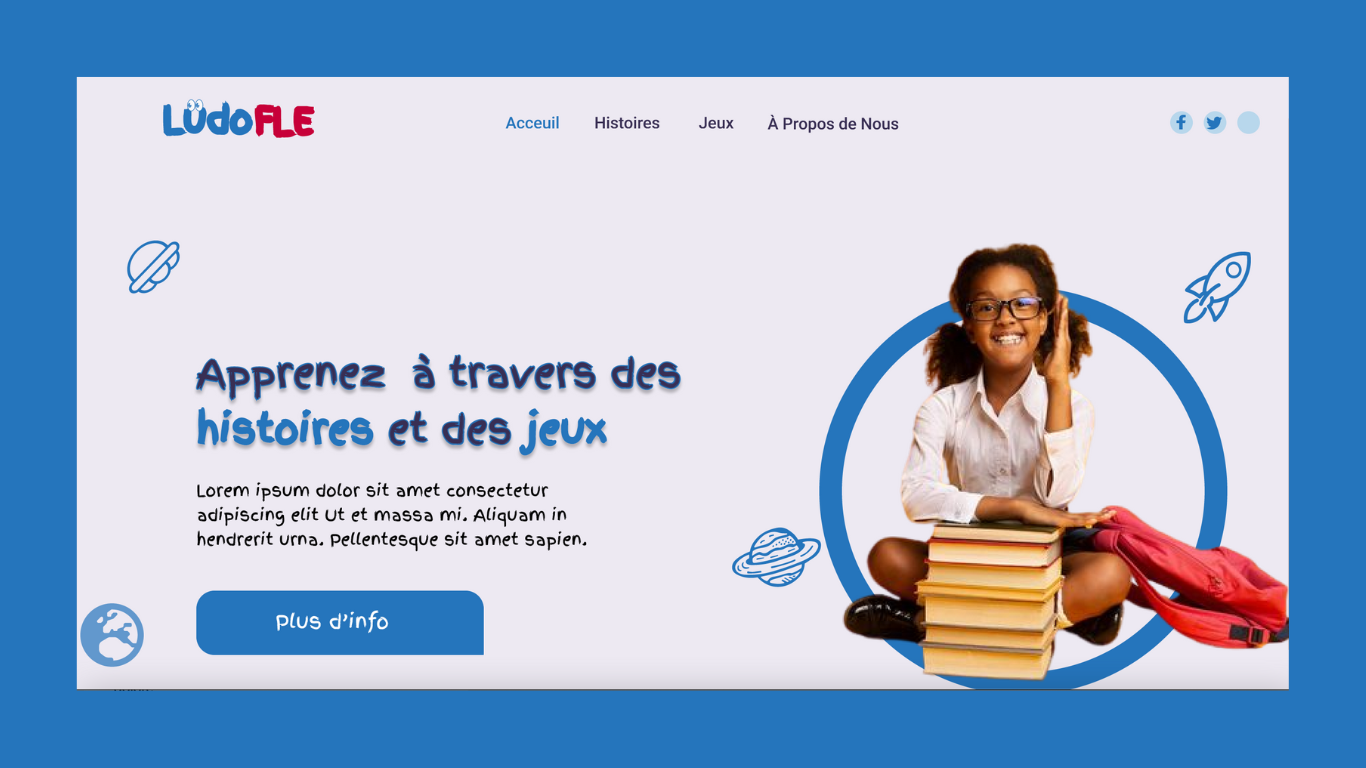 LüdoFLE
Acceuil Histoires Jeux À Propos de Nous
Apprenez à travers des
histoires et des jeux
Lorem ipsum dolor sit amet consectetur
adipiscing elit Ut et massa mi. Aliquam in
hendrerit urna. Pellentesque sit amet sapien.
Plus d'info